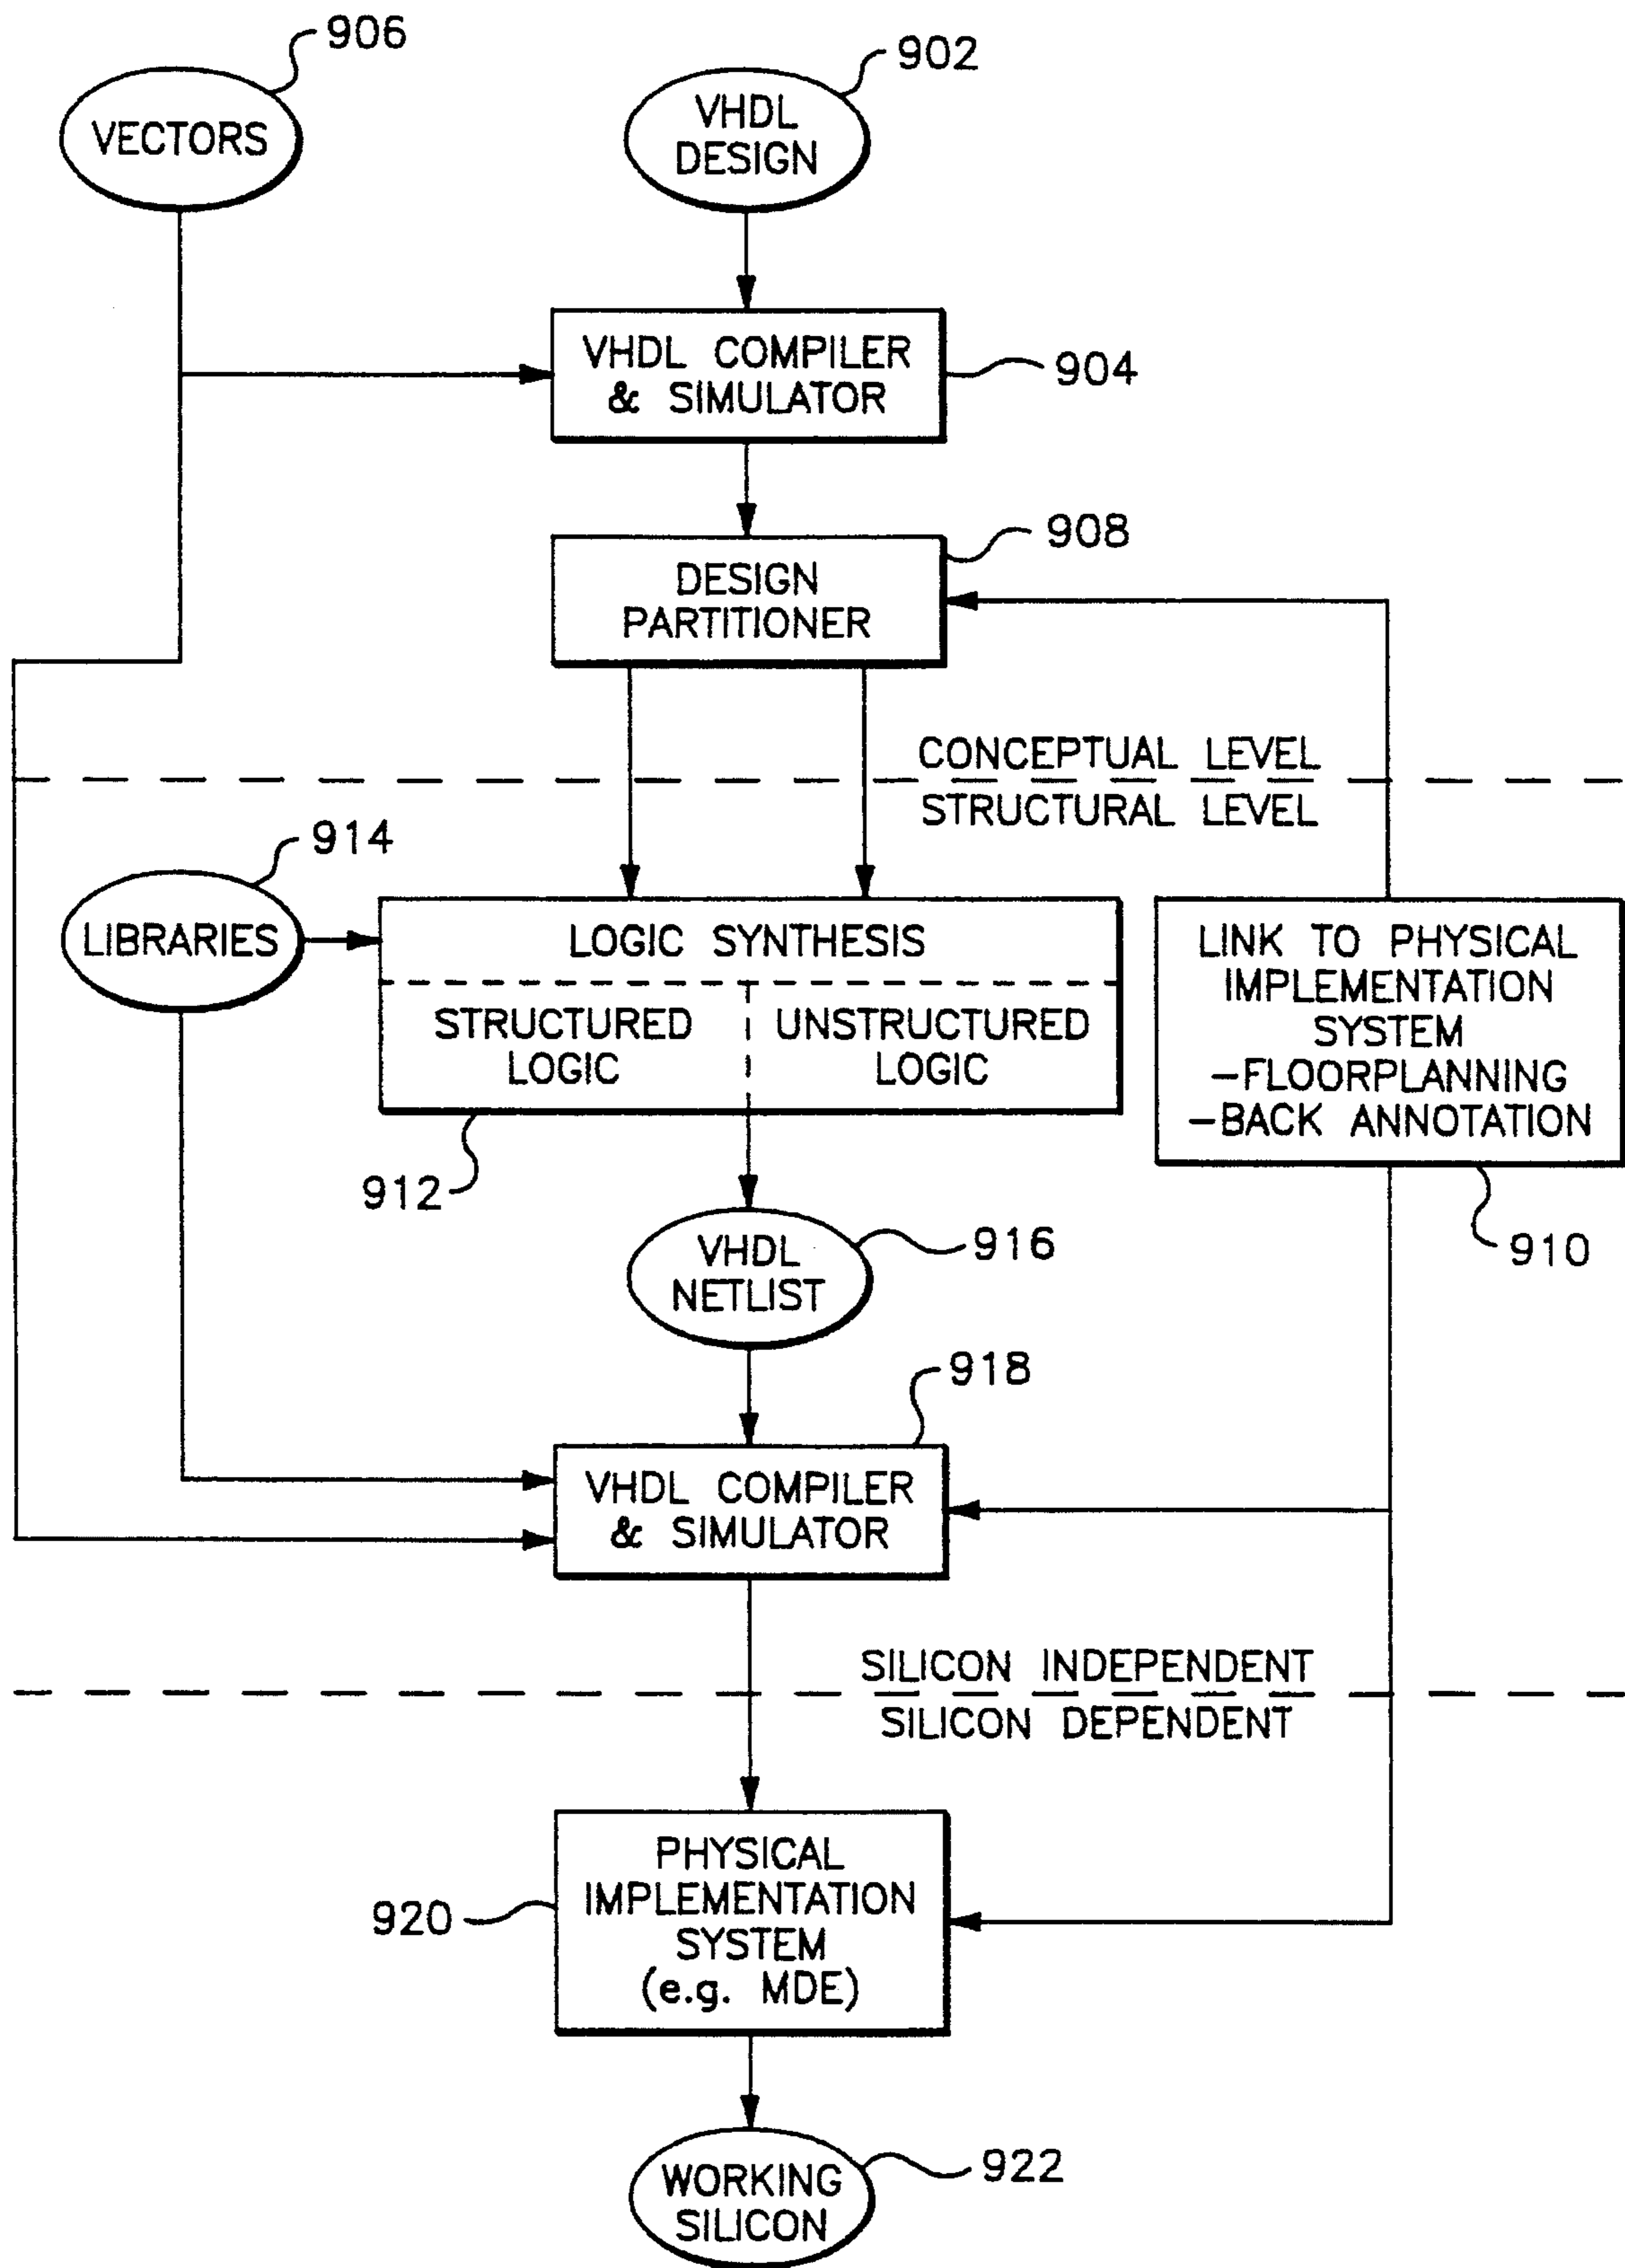 906
902
VECTORS
VHDL
DESIGN
VHDL COMPILER
& SIMULATOR
904
908
DESIGN
PARTITIONER
CONCEPTUAL LEVEL
STRUCTURAL LEVEL
914
LIBRARIES
LOGIC SYNTHESIS
STRUCTURED
LOGIC
UNSTRUCTURED
LOGIC
LINK TO PHYSICAL
IMPLEMENTATION
SYSTEM
-FLOORPLANNING
-BACK ANNOTATION
912
910
VHDL
NETLIST
916
918
VHDL COMPILER
& SIMULATOR
SILICON INDEPENDENT
SILICON DEPENDENT
PHYSICAL
IMPLEMENTATION
SYSTEM
(e.g. MDE)
920
WORKING
SILICON
922